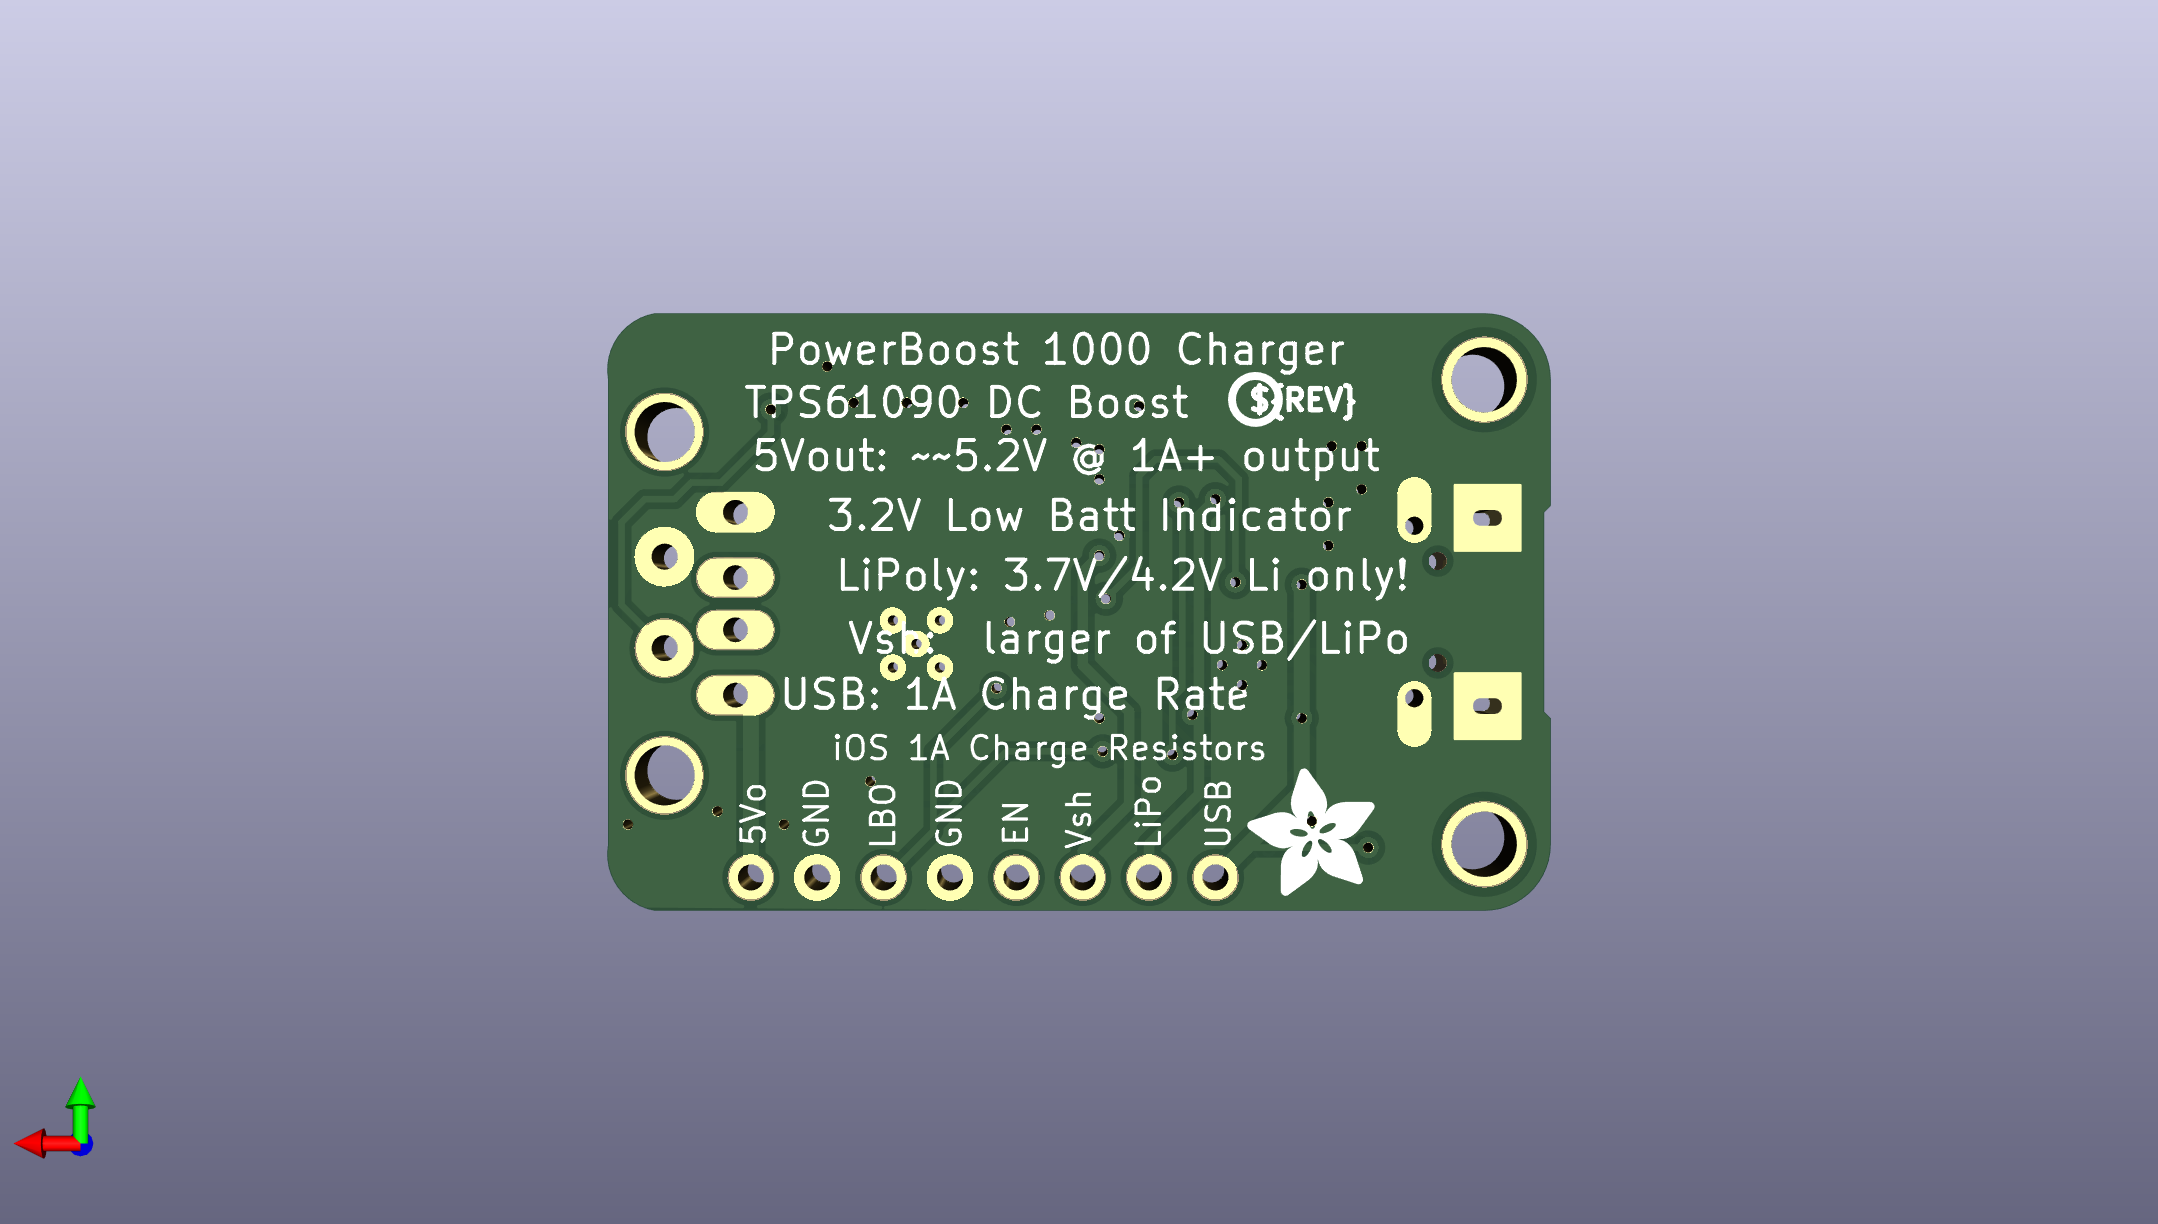 PowerBoost 1000 Charger
TPS61090 DC Boost
${REV}
5Vout: ~~5.2V @ 1A+ output
3.2V Low Batt Indicator
LiPoly: 3.7V/4.2V Li only!
Vsh: larger of USB/LiPo
USB: 1A Charge Rate
iOS 1A Charge Resistors
5Vo
GND
LBO
GND
EN
Vsh
LiPo
USB